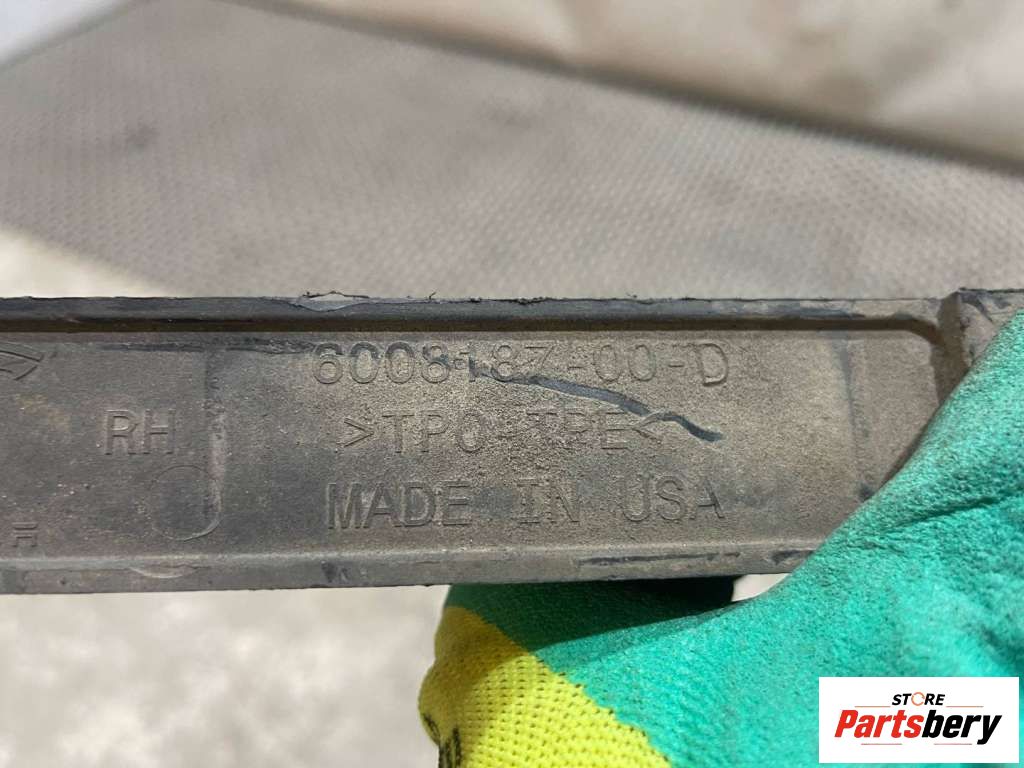 6008187-00-D
RH
>TPO TPE<
MADE IN USA
STORE
Partsbery